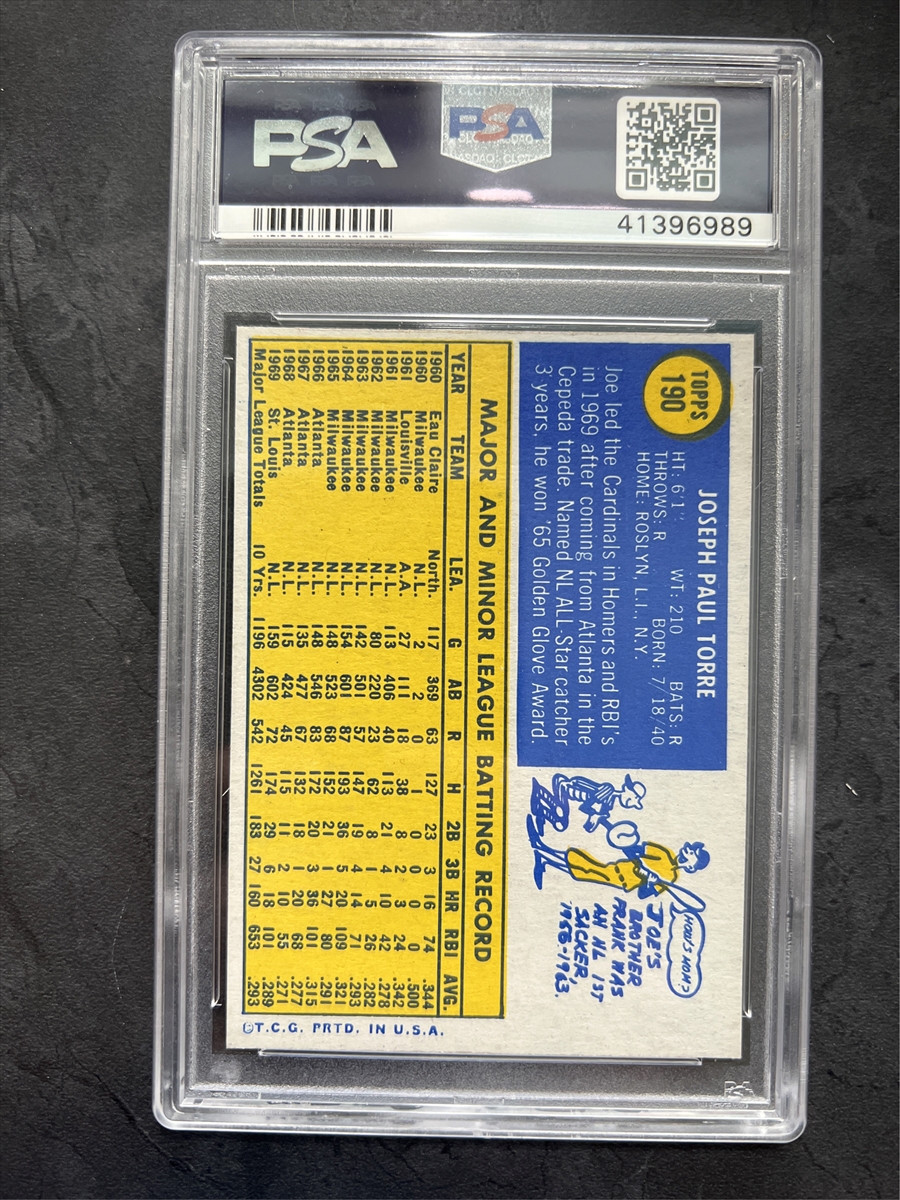 PSA
CLCT NASDAQ
PSA
NASDAQ: CLCT
41396989
TOPPS
190
JOSEPH PAUL TORRE
HT: 6'1" WT: 210 BATS: R
THROWS: R BORN: 7/18/40
HOME: ROSLYN, L.I., N.Y.
Joe led the Cardinals in Homers and RBI's
in 1969 after coming from Atlanta in the
Cepeda trade. Named NL ALL-Star catcher
3 years, he won '65 Golden Glove Award.
HOW'S MOM?
JOE'S
BROTHER
FRANK WAS
AN NL 1ST
SACKER,
1956-1963.
MAJOR AND MINOR LEAGUE BATTING RECORD
YEAR TEAM LEA. G AB R H 2B 3B HR RBI AVG.
1960 Eau Claire North. 117 369 63 127 23 3 16 74 .344
1960 Milwaukee N.L. 2 2 0 1 0 0 0 0 .500
1961 Louisville A.A. 27 111 18 38 8 2 3 24 .342
1961 Milwaukee N.L. 113 406 40 113 21 4 10 42 .278
1962 Milwaukee N.L. 80 220 23 62 8 1 5 26 .282
1963 Milwaukee N.L. 142 501 57 147 19 4 14 71 .293
1964 Milwaukee N.L. 154 601 87 193 36 5 20 109 .321
1965 Milwaukee N.L. 148 523 68 152 21 1 27 80 .291
1966 Atlanta N.L. 148 546 83 172 20 3 36 101 .315
1967 Atlanta N.L. 135 477 67 132 18 1 20 68 .277
1968 Atlanta N.L. 115 424 45 115 11 2 10 55 .271
1969 St. Louis N.L. 159 602 72 174 29 6 18 101 .289
Major League Totals 10 Yrs. 1196 4302 542 1261 183 27 160 653 .293
©T.C.G. PRTD. IN U.S.A.